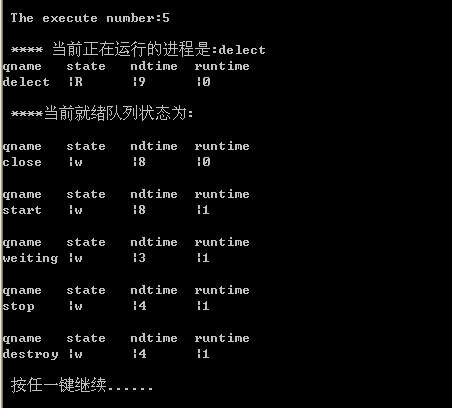 The execute number:5
**** 当前正在运行的进程是:delect
qname state ndtime runtime
delect |R |9 |0
****当前就绪队列状态为:
qname state ndtime runtime
close |w |8 |0
qname state ndtime runtime
start |w |8 |1
qname state ndtime runtime
weiting |w |3 |1
qname state ndtime runtime
stop |w |4 |1
qname state ndtime runtime
destroy |w |4 |1
按任一键继续......